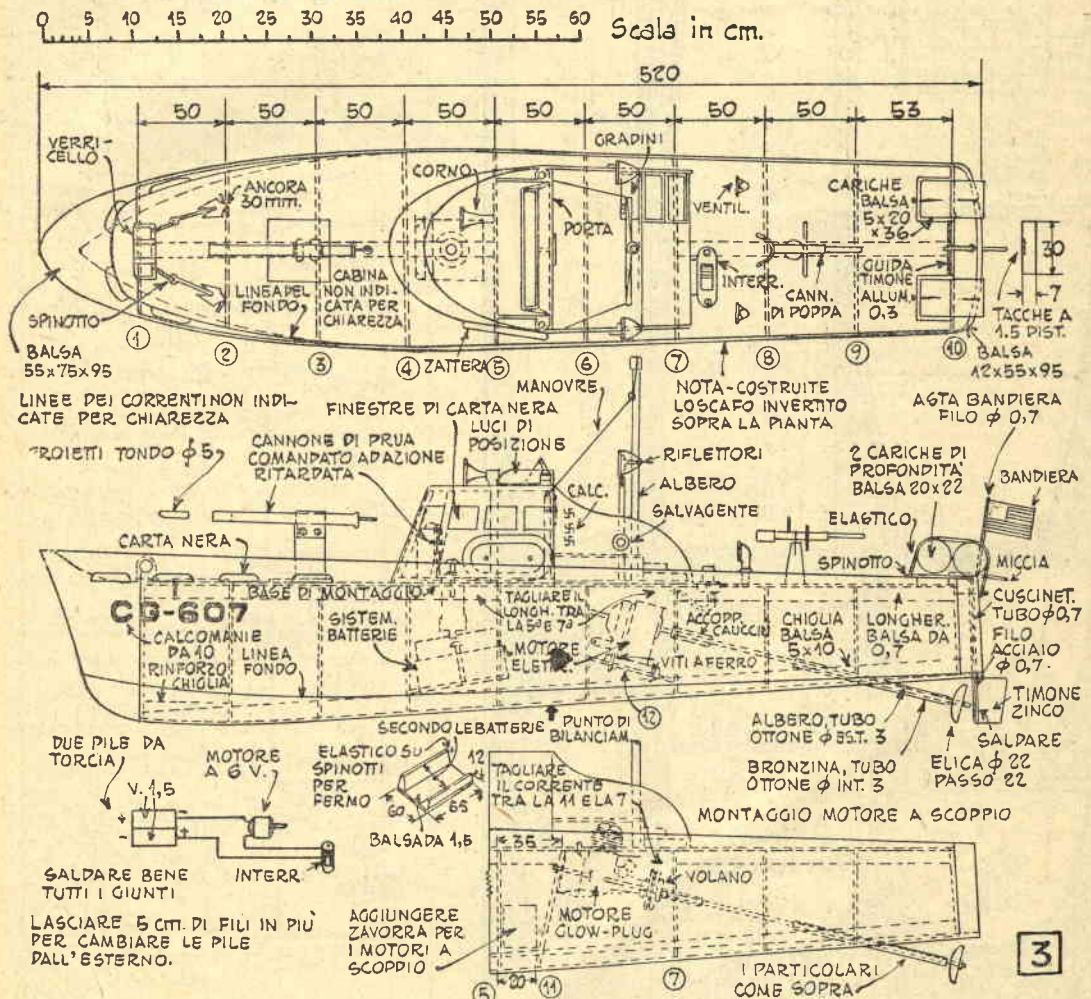 0 5 10 15 20 25 30 35 40 45 50 55 60 Scala in cm.
520
50 50 50 50 50 50 50 50 53
VERRI-
CELLO
ANCORA
30 mm.
CORNO
GRADINI
PORTA
VENTIL.
CARICHE
BALSA
5x20
x36
30
7
TACCHE A
1.5 PIST.
SPINOTTO
LINEA DEL
FONDO
CABINA
NON INDI-
CATA PER
CHIAREZZA
INTERR.
CANN.
DI POPPA
GUIDA
TIMONE
ALLUM.
0,3
BALSA
55x75x95
1 2 3 4 ZATTERA 5 6 7 8 9 10
BALSA
12x55x95
LINEE DEI CORRENTI NON INDI-
CATE PER CHIAREZZA
MANOVRE
NOTA-COSTRUITE
LO SCAFO INVERTITO
SOPRA LA PIANTA
ASTA BANDIERA
FILO ϕ 0,7
FINESTRE DI CARTA NERA
LUCI DI
POSIZIONE
PROIETTI TONDO ϕ 5
CANNONE DI PRUA
COMANDATO AD AZIONE
RITARDATA
RIFLETTORI
CALC.
ALBERO
SALVAGENTE
2 CARICHE DI
PROFONDITA'
BALSA 20x22
BANDIERA
ELASTICO
SPINOTTO
MICCIA
CARTA NERA
CG-607
BASE DI MONTAGGIO
CALCOMANIE
DA 10
RINFORZO
CHIGLIA
LINEA
FONDO
SISTEM.
BATTERIE
TAGLIARE IL
LONGH. TRA
LA 5ª E 7ª
MOTORE
ELETTR.
ACCOPP.
CAUCCIÙ
VITI A FERRO
12
CHIGLIA
BALSA
5x10
LONGHER.
BALSA DA
0,7
CUSCINET.
TUBO ϕ 0,7
FILO
ACCIAIO
ϕ 0,7.
TIMONE
ZINCO
SALDARE
ELICA ϕ 22
PASSO 22
ALBERO, TUBO
OTTONE ϕ EST. 3
BRONZINA, TUBO
OTTONE ϕ INT. 3
PUNTO DI
BILANCIAM.
DUE PILE DA
TORCIA
V. 1,5
MOTORE
A 6 V.
INTERR.
SECONDO LE BATTERIE
ELASTICO SU
SPINOTTI
PER
FERMO
12
60
65
BALSA DA 1,5
SALDARE BENE
TUTTI I GIUNTI
LASCIARE 5 CM. DI FILI IN PIÙ
PER CAMBIARE LE PILE
DALL'ESTERNO.
TAGLIARE
IL CORRENTE
TRA LA 11 E LA 7
MONTAGGIO MOTORE A SCOPPIO
35
VOLANO
MOTORE
GLOW-PLUG
AGGIUNGERE
ZAVORRA PER
I MOTORI A
SCOPPIO
5 20 11 7
I PARTICOLARI
COME SOPRA
3